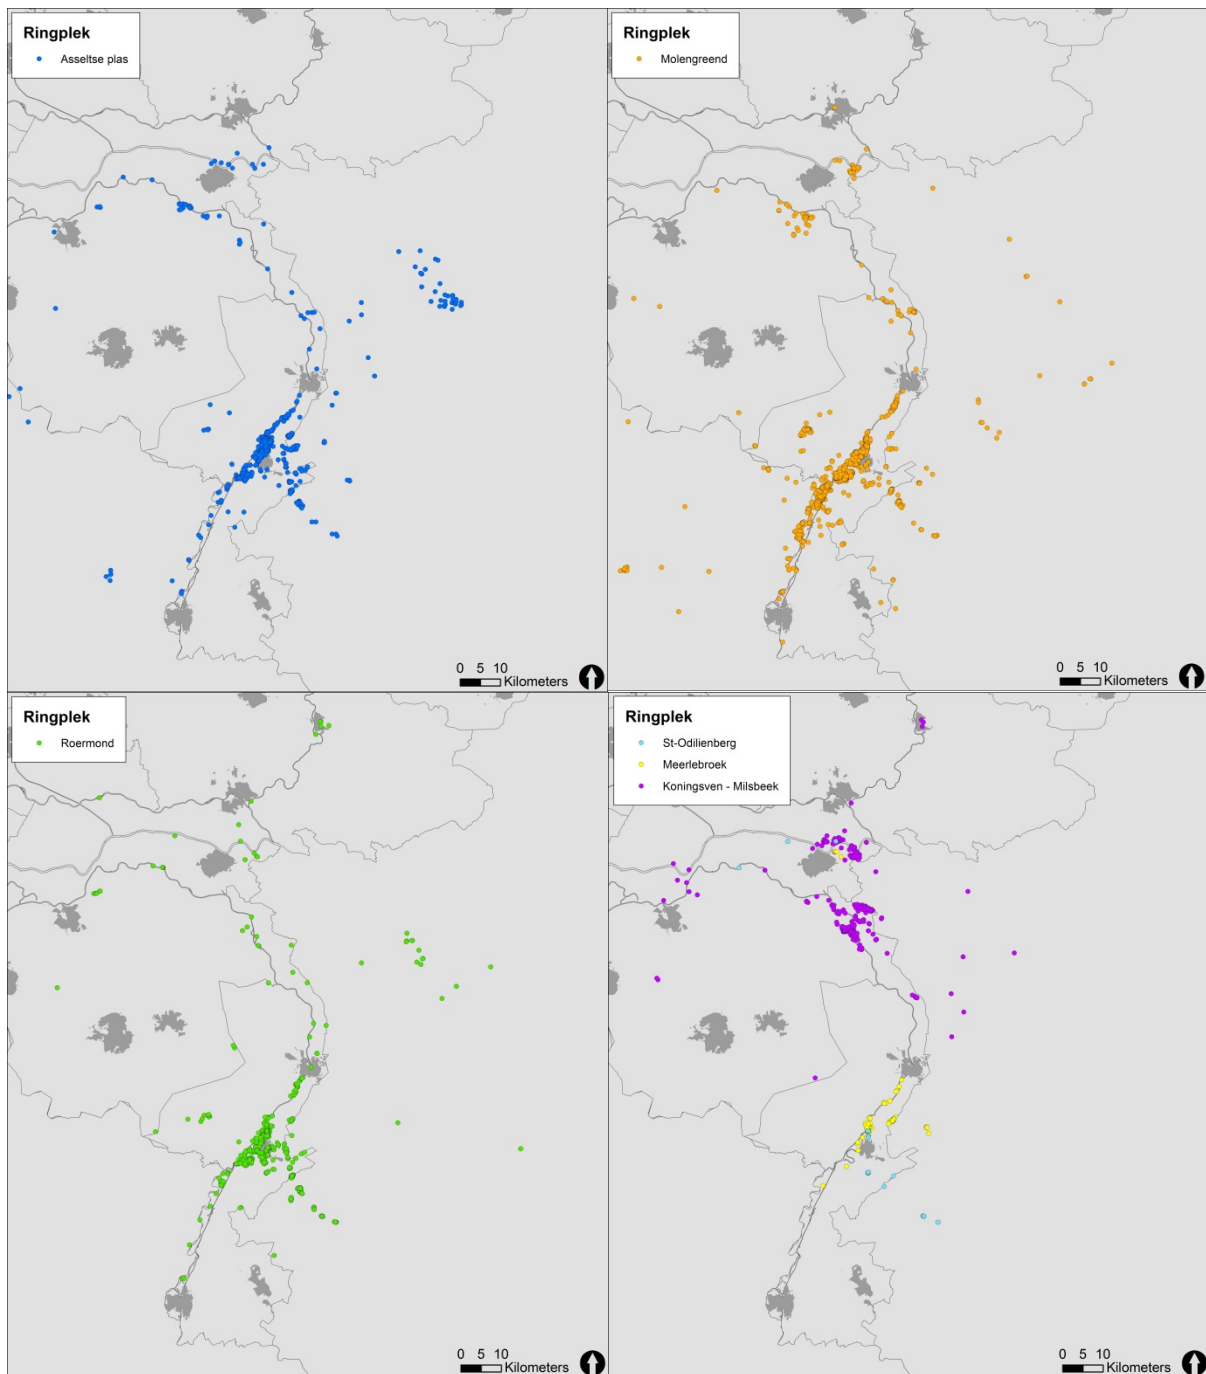 Ringplek
Asseltse plas
0 5 10
Kilometers
Ringplek
Molengreend
0 5 10
Kilometers
Ringplek
Roermond
0 5 10
Kilometers
Ringplek
St-Odilienberg
Meerlebroek
Koningsven - Milsbeek
0 5 10
Kilometers